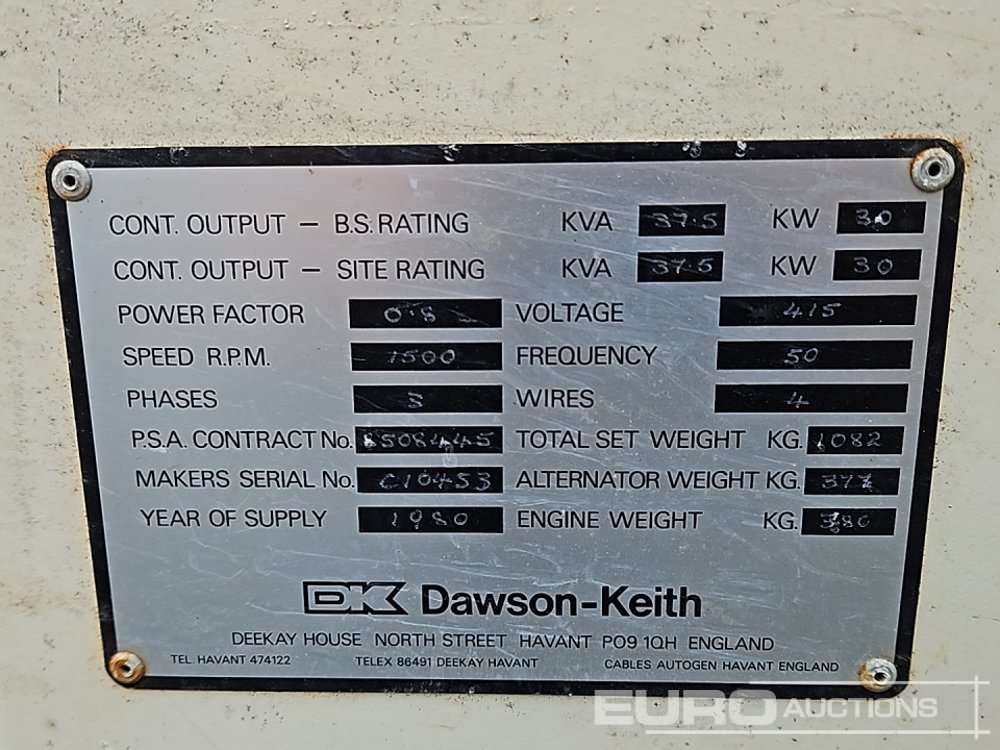 CONT. OUTPUT – B.S. RATING KVA 37.5 KW 30
CONT. OUTPUT – SITE RATING KVA 37.5 KW 30
POWER FACTOR 0.8 VOLTAGE 415
SPEED R.P.M. 1500 FREQUENCY 50
PHASES 3 WIRES 4
P.S.A. CONTRACT No. TOTAL SET WEIGHT KG. 1082
MAKERS SERIAL No. C10453 ALTERNATOR WEIGHT KG. 377
YEAR OF SUPPLY 1980 ENGINE WEIGHT KG. 380
DK Dawson-Keith
DEEKAY HOUSE NORTH STREET HAVANT PO9 1QH ENGLAND
TEL. HAVANT 474122 TELEX 86491 DEEKAY HAVANT CABLES AUTOGEN HAVANT ENGLAND
EURO AUCTIONS